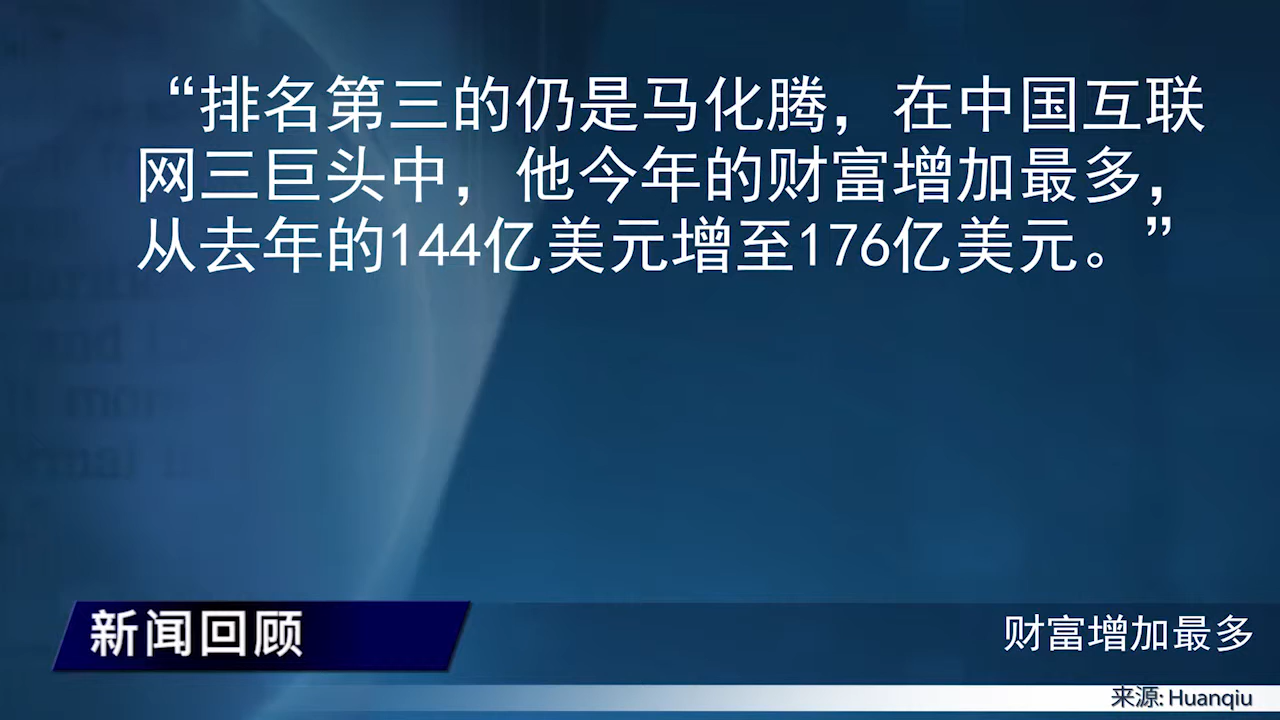 “排名第三的仍是马化腾，在中国互联
网三巨头中，他今年的财富增加最多，
从去年的144亿美元增至176亿美元。”
新闻回顾
财富增加最多
来源: Huanqiu